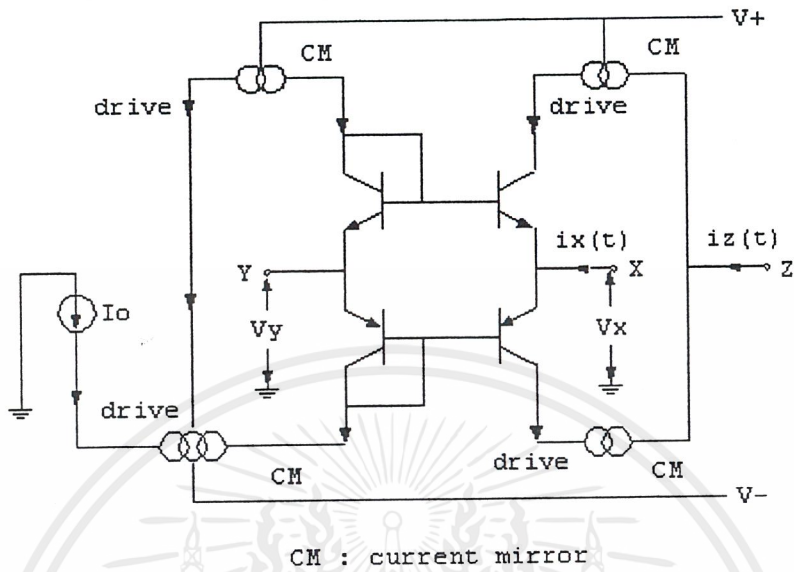 V+
CM
CM
drive
drive
ix(t)
iz(t)
Y
X
Z
Io
Vy
Vx
drive
CM
drive
CM
V-
CM : current mirror